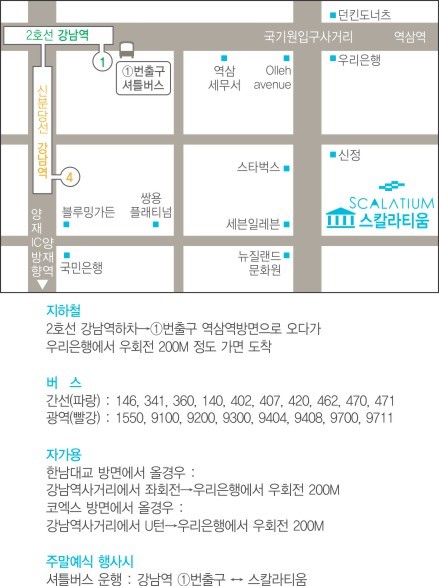 던킨도너츠
2호선 강남역
국기원입구사거리
역삼역
1
①번출구
셔틀버스
역삼
세무서
Olleh
avenue
우리은행
신분당선 강남역
4
스타벅스
신정
SCALATIUM
스칼라티움
블루밍가든
쌍용
플래티넘
세븐일레븐
양재IC방향
양재역
국민은행
뉴질랜드
문화원
지하철
2호선 강남역하차→①번출구 역삼역방면으로 오다가
우리은행에서 우회전 200M 정도 가면 도착
버 스
간선(파랑) : 146, 341, 360, 140, 402, 407, 420, 462, 470, 471
광역(빨강) : 1550, 9100, 9200, 9300, 9404, 9408, 9700, 9711
자가용
한남대교 방면에서 올경우 :
강남역사거리에서 좌회전→우리은행에서 우회전 200M
코엑스 방면에서 올경우 :
강남역사거리에서 U턴→우리은행에서 우회전 200M
주말예식 행사시
셔틀버스 운행 : 강남역 ①번출구 ↔ 스칼라티움